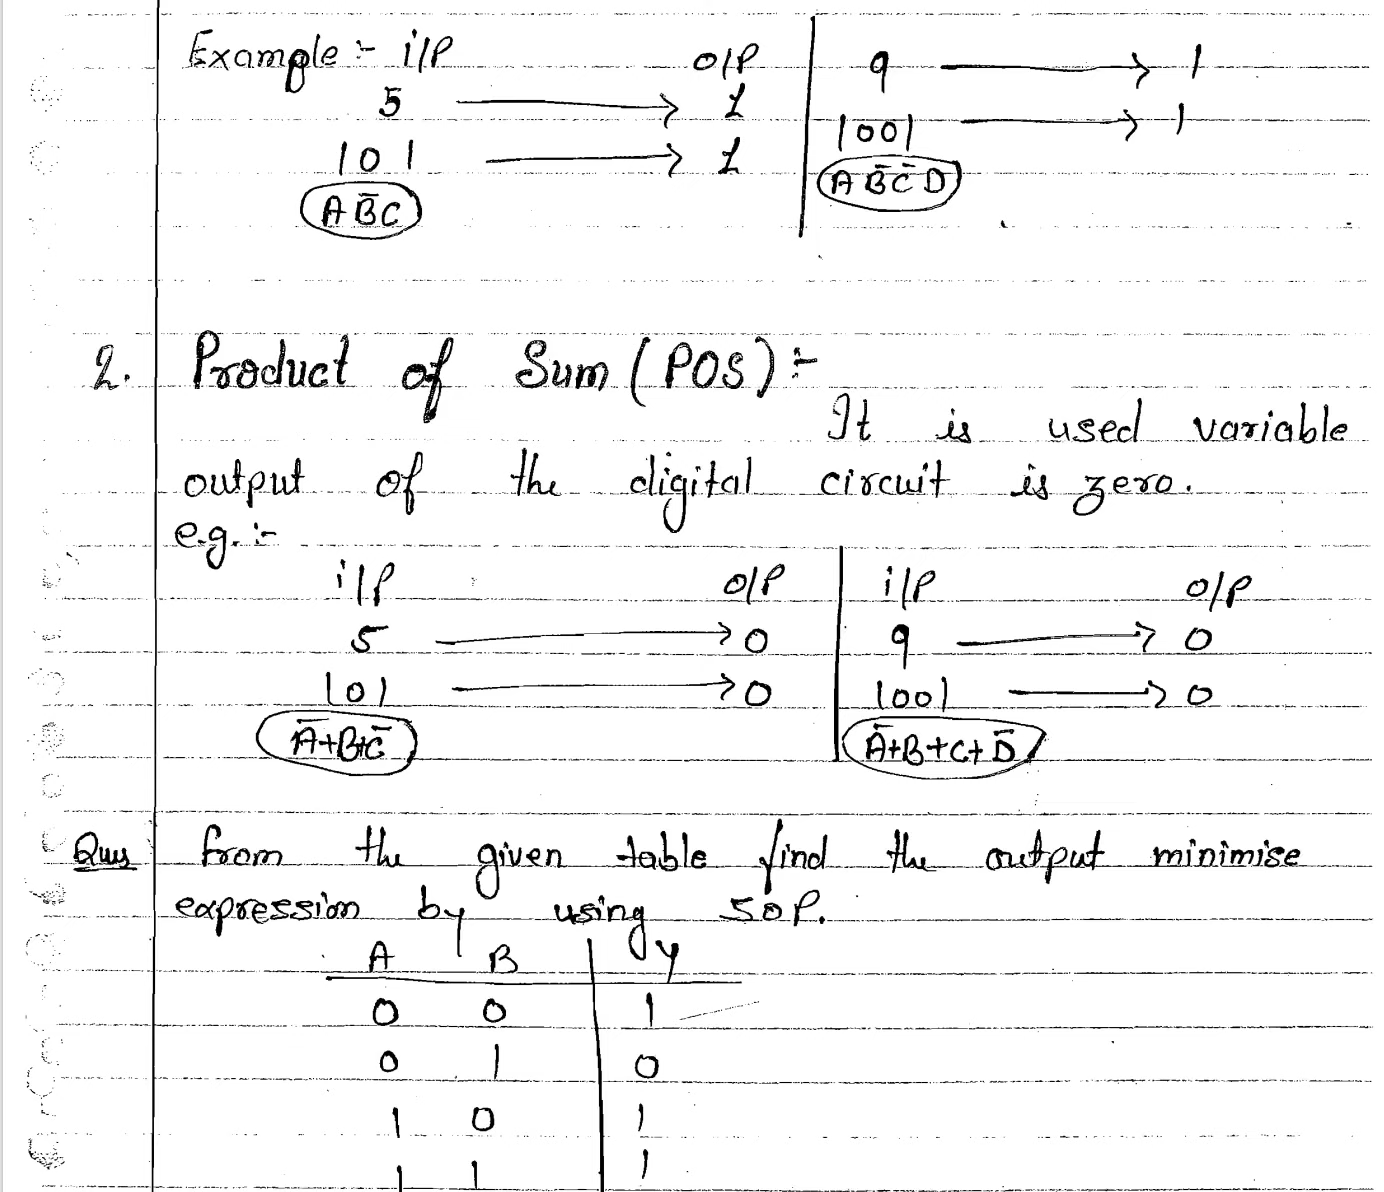 Example :- i/P O/P
5 → 1
101 → 1
AB̄C
9 → 1
1001 → 1
AB̄C̄D
2. Product of Sum (POS) :-
It is used variable
output of the digital circuit is zero.
e.g. :-
i/P O/P
5 → 0
101 → 0
Ā+B+C̄
i/P O/P
9 → 0
1001 → 0
Ā+B+C+D̄
Ques from the given table find the output minimise
expression by using SOP.
A B y
0 0 1
0 1 0
1 0 1
1 1 1